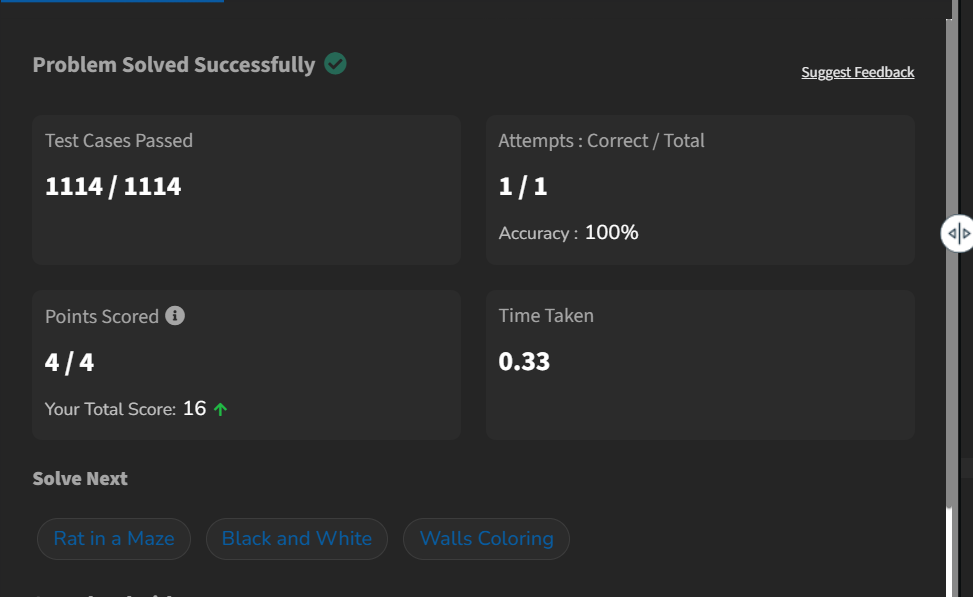 Problem Solved Successfully
Suggest Feedback
Test Cases Passed
1114 / 1114
Attempts : Correct / Total
1 / 1
Accuracy : 100%
Points Scored
4 / 4
Your Total Score: 16
Time Taken
0.33
Solve Next
Rat in a Maze
Black and White
Walls Coloring